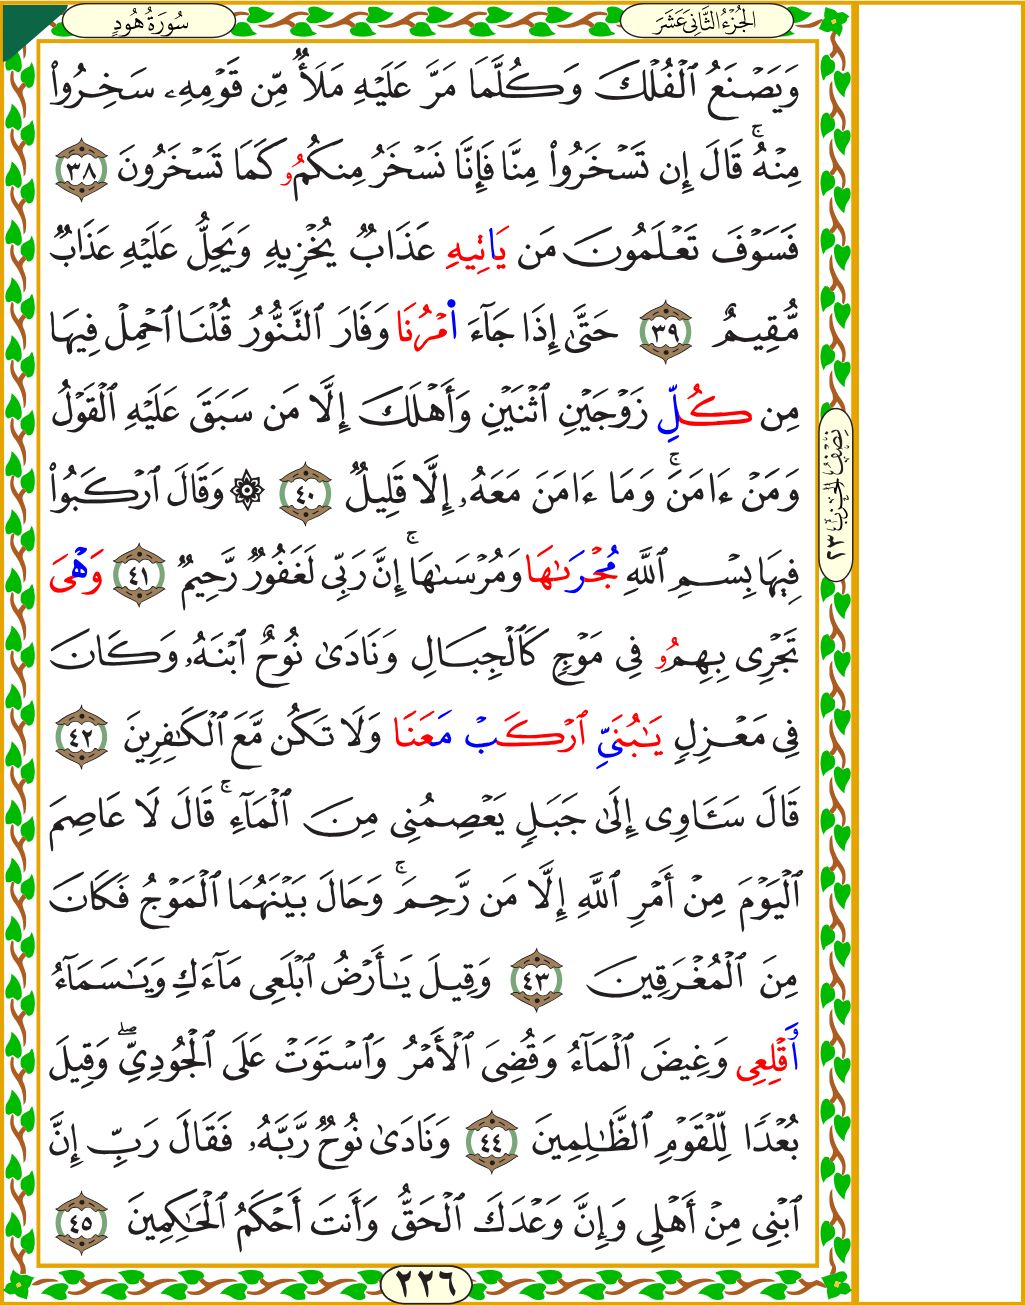 الجُزْءُ الثَّانِي عَشَرَ
سُورَةُ هُودٍ
وَيَصْنَعُ ٱلْفُلْكَ وَكُلَّمَا مَرَّ عَلَيْهِ مَلَأٌ مِّن قَوْمِهِۦ سَخِرُوا۟
مِنْهُ ۚ قَالَ إِن تَسْخَرُوا۟ مِنَّا فَإِنَّا نَسْخَرُ مِنكُمُۥ كَمَا تَسْخَرُونَ ٣٨
فَسَوْفَ تَعْلَمُونَ مَن يَاتِيهِ عَذَابٌ يُخْزِيهِ وَيَحِلُّ عَلَيْهِ عَذَابٌ
مُّقِيمٌ ٣٩ حَتَّىٰٓ إِذَا جَآءَ ا۬مْرُنَا وَفَارَ ٱلتَّنُّورُ قُلْنَا ٱحْمِلْ فِيهَا
مِن كُلِّ زَوْجَيْنِ ٱثْنَيْنِ وَأَهْلَكَ إِلَّا مَن سَبَقَ عَلَيْهِ ٱلْقَوْلُ
وَمَنْ ءَامَنَ ۚ وَمَآ ءَامَنَ مَعَهُۥٓ إِلَّا قَلِيلٌ ٤٠ ۞ وَقَالَ ٱرْكَبُوا۟
فِيهَا بِسْمِ ٱللَّهِ مُجْرَىٰهَا وَمُرْسَىٰهَآ ۚ إِنَّ رَبِّى لَغَفُورٌ رَّحِيمٌ ٤١ وَهْىَ
تَجْرِى بِهِمُۥ فِى مَوْجٍ كَٱلْجِبَالِ وَنَادَىٰ نُوحٌ ٱبْنَهُۥ وَكَانَ
فِى مَعْزِلٍ يَٰبُنَىِّ ٱرْكَب مَّعَنَا وَلَا تَكُن مَّعَ ٱلْكَٰفِرِينَ ٤٢
قَالَ سَـَٔاوِىٓ إِلَىٰ جَبَلٍ يَعْصِمُنِى مِنَ ٱلْمَآءِ ۚ قَالَ لَا عَاصِمَ
ٱلْيَوْمَ مِنْ أَمْرِ ٱللَّهِ إِلَّا مَن رَّحِمَ ۚ وَحَالَ بَيْنَهُمَا ٱلْمَوْجُ فَكَانَ
مِنَ ٱلْمُغْرَقِينَ ٤٣ وَقِيلَ يَٰٓأَرْضُ ٱبْلَعِى مَآءَكِ وَيَٰسَمَآءُ
وَقْلِعِى وَغِيضَ ٱلْمَآءُ وَقُضِىَ ٱلْأَمْرُ وَٱسْتَوَتْ عَلَى ٱلْجُودِىِّ ۖ وَقِيلَ
بُعْدًا لِّلْقَوْمِ ٱلظَّٰلِمِينَ ٤٤ وَنَادَىٰ نُوحٌ رَّبَّهُۥ فَقَالَ رَبِّ إِنَّ
ٱبْنِى مِنْ أَهْلِى وَإِنَّ وَعْدَكَ ٱلْحَقُّ وَأَنتَ أَحْكَمُ ٱلْحَٰكِمِينَ ٤٥
نِصْفُ الحِزْبِ ٢٣
٢٢٦